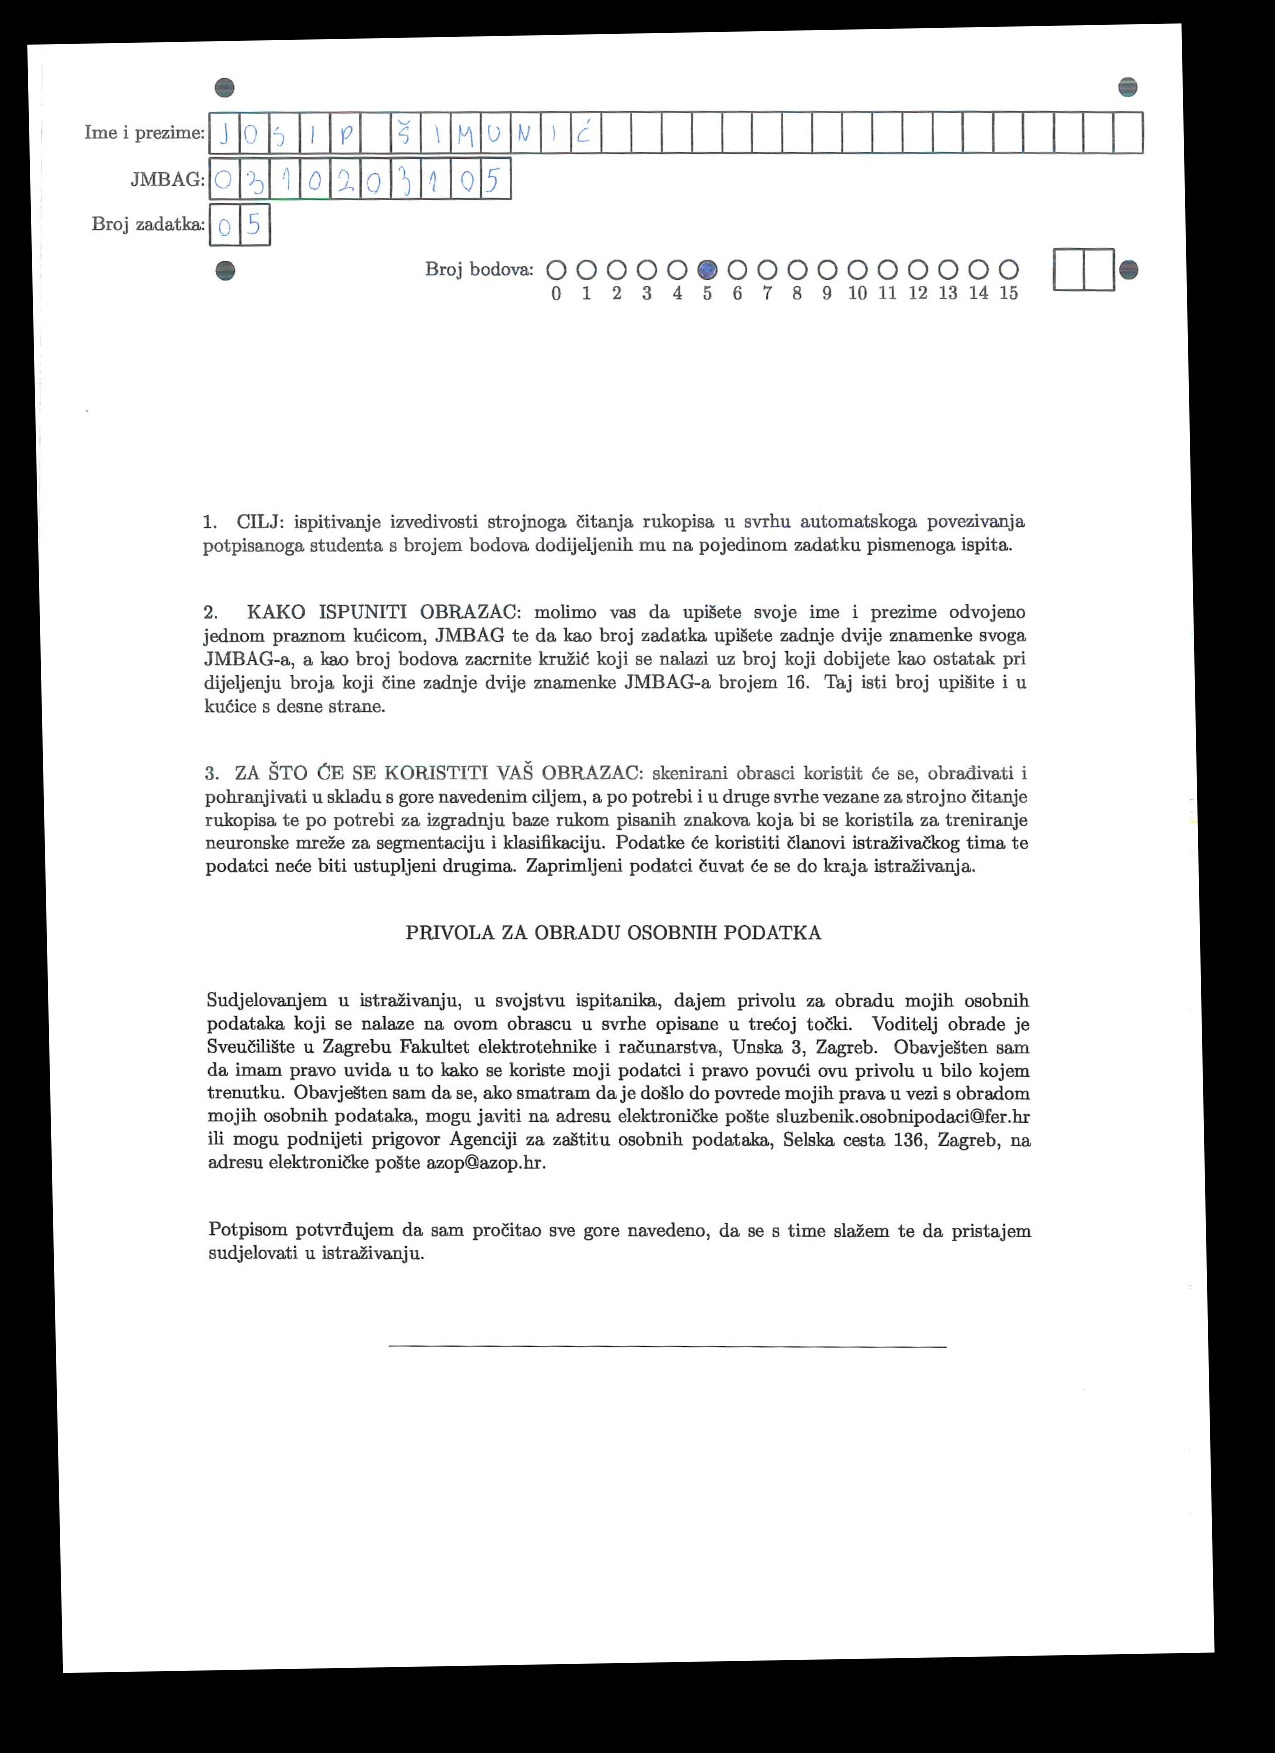 Ime i prezime: JOSIP ŠIMUNIĆ
JMBAG: 0310203105
Broj zadatka: 05
Broj bodova:
0 1 2 3 4 5 6 7 8 9 10 11 12 13 14 15
1. CILJ: ispitivanje izvedivosti strojnoga čitanja rukopisa u svrhu automatskoga povezivanja
potpisanoga studenta s brojem bodova dodijeljenih mu na pojedinom zadatku pismenoga ispita.
2. KAKO ISPUNITI OBRAZAC: molimo vas da upišete svoje ime i prezime odvojeno
jednom praznom kućicom, JMBAG te da kao broj zadatka upišete zadnje dvije znamenke svoga
JMBAG-a, a kao broj bodova zacrnite kružić koji se nalazi uz broj koji dobijete kao ostatak pri
dijeljenju broja koji čine zadnje dvije znamenke JMBAG-a brojem 16. Taj isti broj upišite i u
kućice s desne strane.
3. ZA ŠTO ĆE SE KORISTITI VAŠ OBRAZAC: skenirani obrasci koristit će se, obrađivati i
pohranjivati u skladu s gore navedenim ciljem, a po potrebi i u druge svrhe vezane za strojno čitanje
rukopisa te po potrebi za izgradnju baze rukom pisanih znakova koja bi se koristila za treniranje
neuronske mreže za segmentaciju i klasifikaciju. Podatke će koristiti članovi istraživačkog tima te
podatci neće biti ustupljeni drugima. Zaprimljeni podatci čuvat će se do kraja istraživanja.
PRIVOLA ZA OBRADU OSOBNIH PODATKA
Sudjelovanjem u istraživanju, u svojstvu ispitanika, dajem privolu za obradu mojih osobnih
podataka koji se nalaze na ovom obrascu u svrhe opisane u trećoj točki. Voditelj obrade je
Sveučilište u Zagrebu Fakultet elektrotehnike i računarstva, Unska 3, Zagreb. Obavješten sam
da imam pravo uvida u to kako se koriste moji podatci i pravo povući ovu privolu u bilo kojem
trenutku. Obavješten sam da se, ako smatram da je došlo do povrede mojih prava u vezi s obradom
mojih osobnih podataka, mogu javiti na adresu elektroničke pošte sluzbenik.osobnipodaci@fer.hr
ili mogu podnijeti prigovor Agenciji za zaštitu osobnih podataka, Selska cesta 136, Zagreb, na
adresu elektroničke pošte azop@azop.hr.
Potpisom potvrđujem da sam pročitao sve gore navedeno, da se s time slažem te da pristajem
sudjelovati u istraživanju.